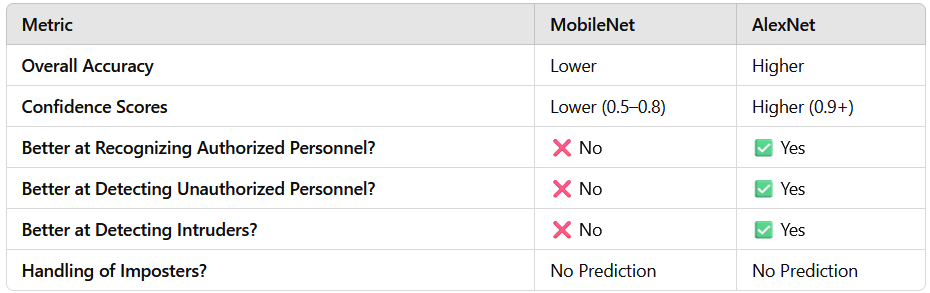 Metric MobileNet AlexNet
Overall Accuracy Lower Higher
Confidence Scores Lower (0.5–0.8) Higher (0.9+)
Better at Recognizing Authorized Personnel? ❌ No ✅ Yes
Better at Detecting Unauthorized Personnel? ❌ No ✅ Yes
Better at Detecting Intruders? ❌ No ✅ Yes
Handling of Imposters? No Prediction No Prediction